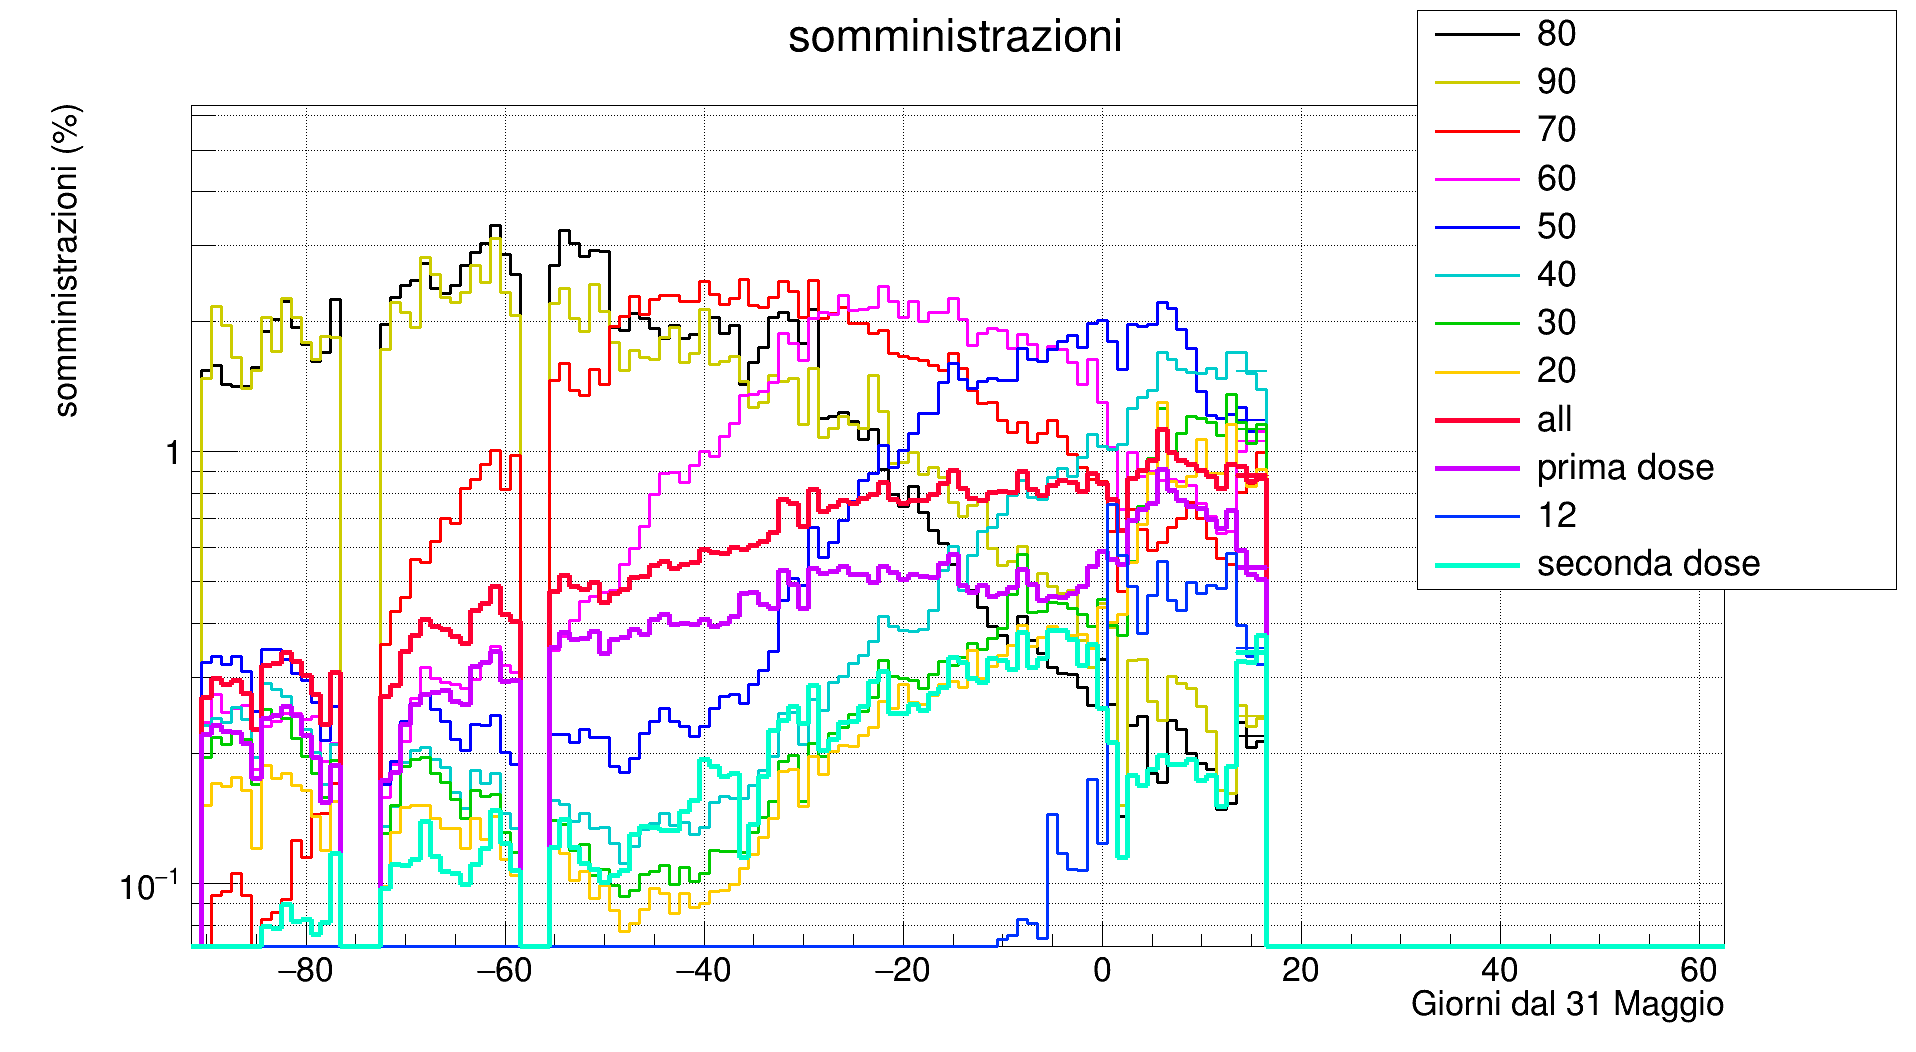 somministrazioni
somministrazioni (%)
1
10⁻¹
−80 −60 −40 −20 0 20 40 60
Giorni dal 31 Maggio
80
90
70
60
50
40
30
20
all
prima dose
12
seconda dose